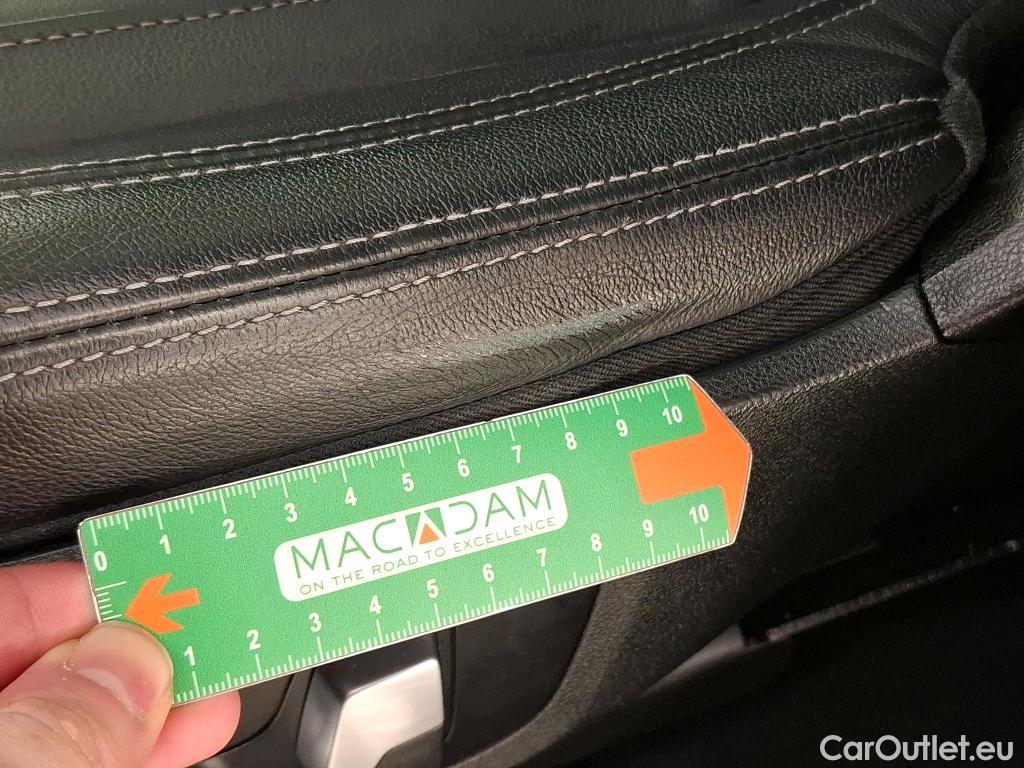 0 1 2 3 4 5 6 7 8 9 10
MACADAM
ON THE ROAD TO EXCELLENCE
1 2 3 4 5 6 7 8 9 10
CarOutlet.eu